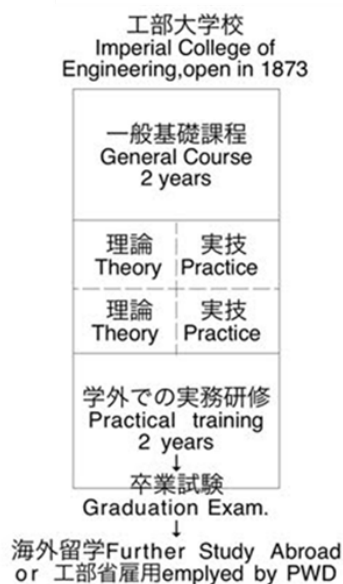 工部大学校
Imperial College of
Engineering,open in 1873
一般基礎課程
General Course
2 years
理論 実技
Theory Practice
理論 実技
Theory Practice
学外での実務研修
Practical training
2 years
↓
卒業試験
Graduation Exam.
↓
海外留学Further Study Abroad
or 工部省雇用emplyed by PWD